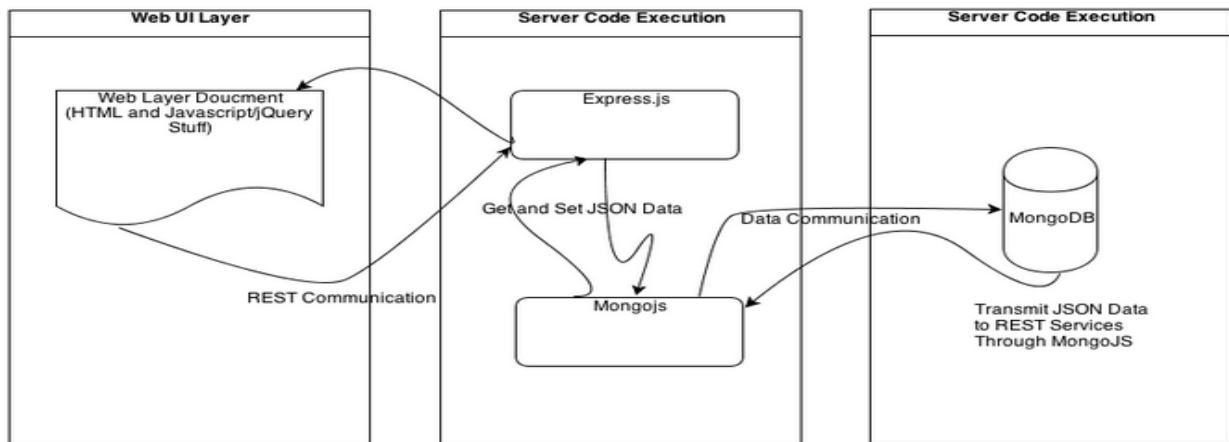 Web UI Layer
Server Code Execution
Server Code Execution
Web Layer Doucment
(HTML and Javascript/jQuery
Stuff)
Express.js
Get and Set JSON Data
Data Communication
MongoDB
REST Communication
Mongojs
Transmit JSON Data
to REST Services
Through MongoJS